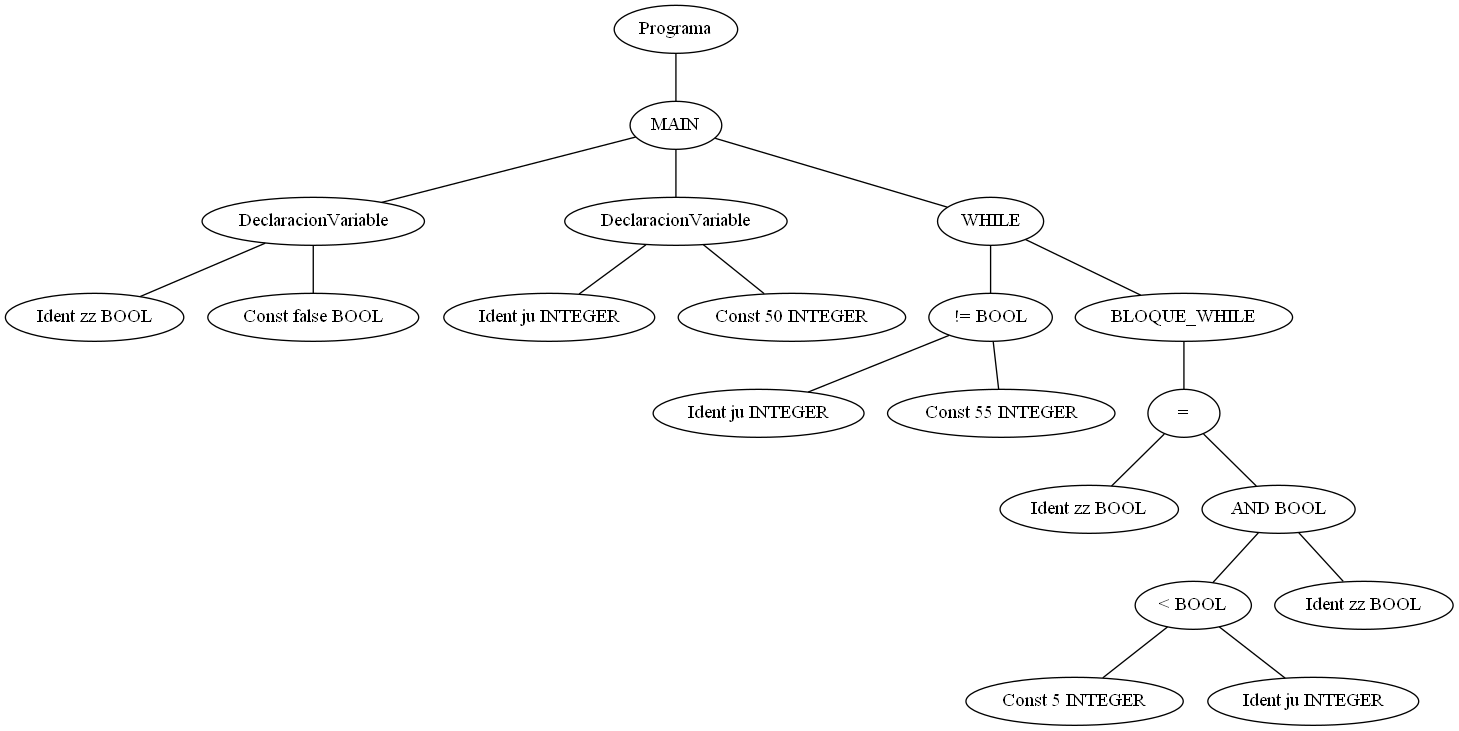 Programa
MAIN
DeclaracionVariable
DeclaracionVariable
WHILE
Ident zz BOOL
Const false BOOL
Ident ju INTEGER
Const 50 INTEGER
!= BOOL
BLOQUE_WHILE
Ident ju INTEGER
Const 55 INTEGER
=
Ident zz BOOL
AND BOOL
< BOOL
Ident zz BOOL
Const 5 INTEGER
Ident ju INTEGER